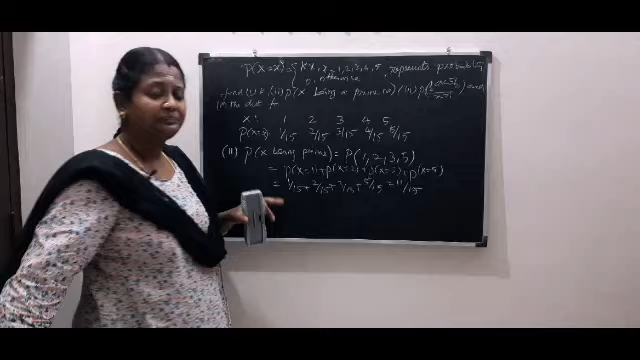 P(X=x) = { kx, x = 1, 2, 3, 4, 5 represents probability
0, otherwise
Find (i) k (ii) P(X being a prime no) (iii)
the dist f
X: 1 2 3 4 5
P(X=x): 1/15 2/15 3/15 4/15 5/15
(ii) P(X being prime) = P(1, 2, 3, 5)
= P(X=1) + P(X=2) + P(X=3) + P(X=5)
= 1/15 + 2/15 + 3/15 + 5/15 = 11/15